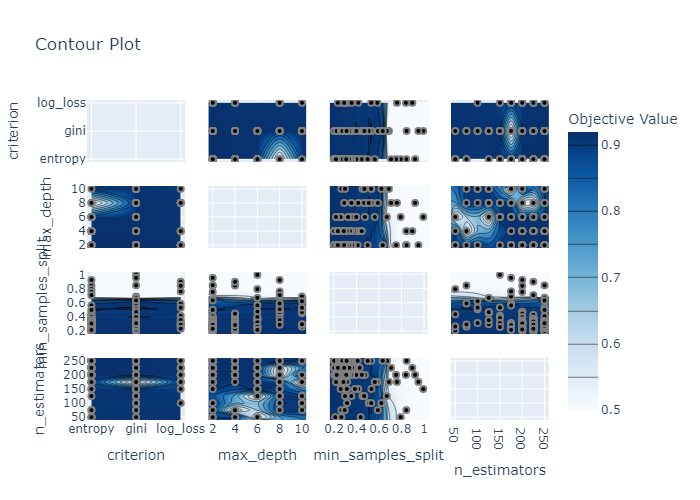 Contour Plot
criterion
log_loss
gini
entropy
Objective Value
0.9
0.8
0.7
0.6
0.5
max_depth
10
8
6
4
2
min_samples_split
1
0.8
0.6
0.4
0.2
n_estimators
250
200
150
100
50
entropy gini log_loss
2 4 6 8 10
0.2 0.4 0.6 0.8 1
50 100 150 200 250
criterion
max_depth
min_samples_split
n_estimators